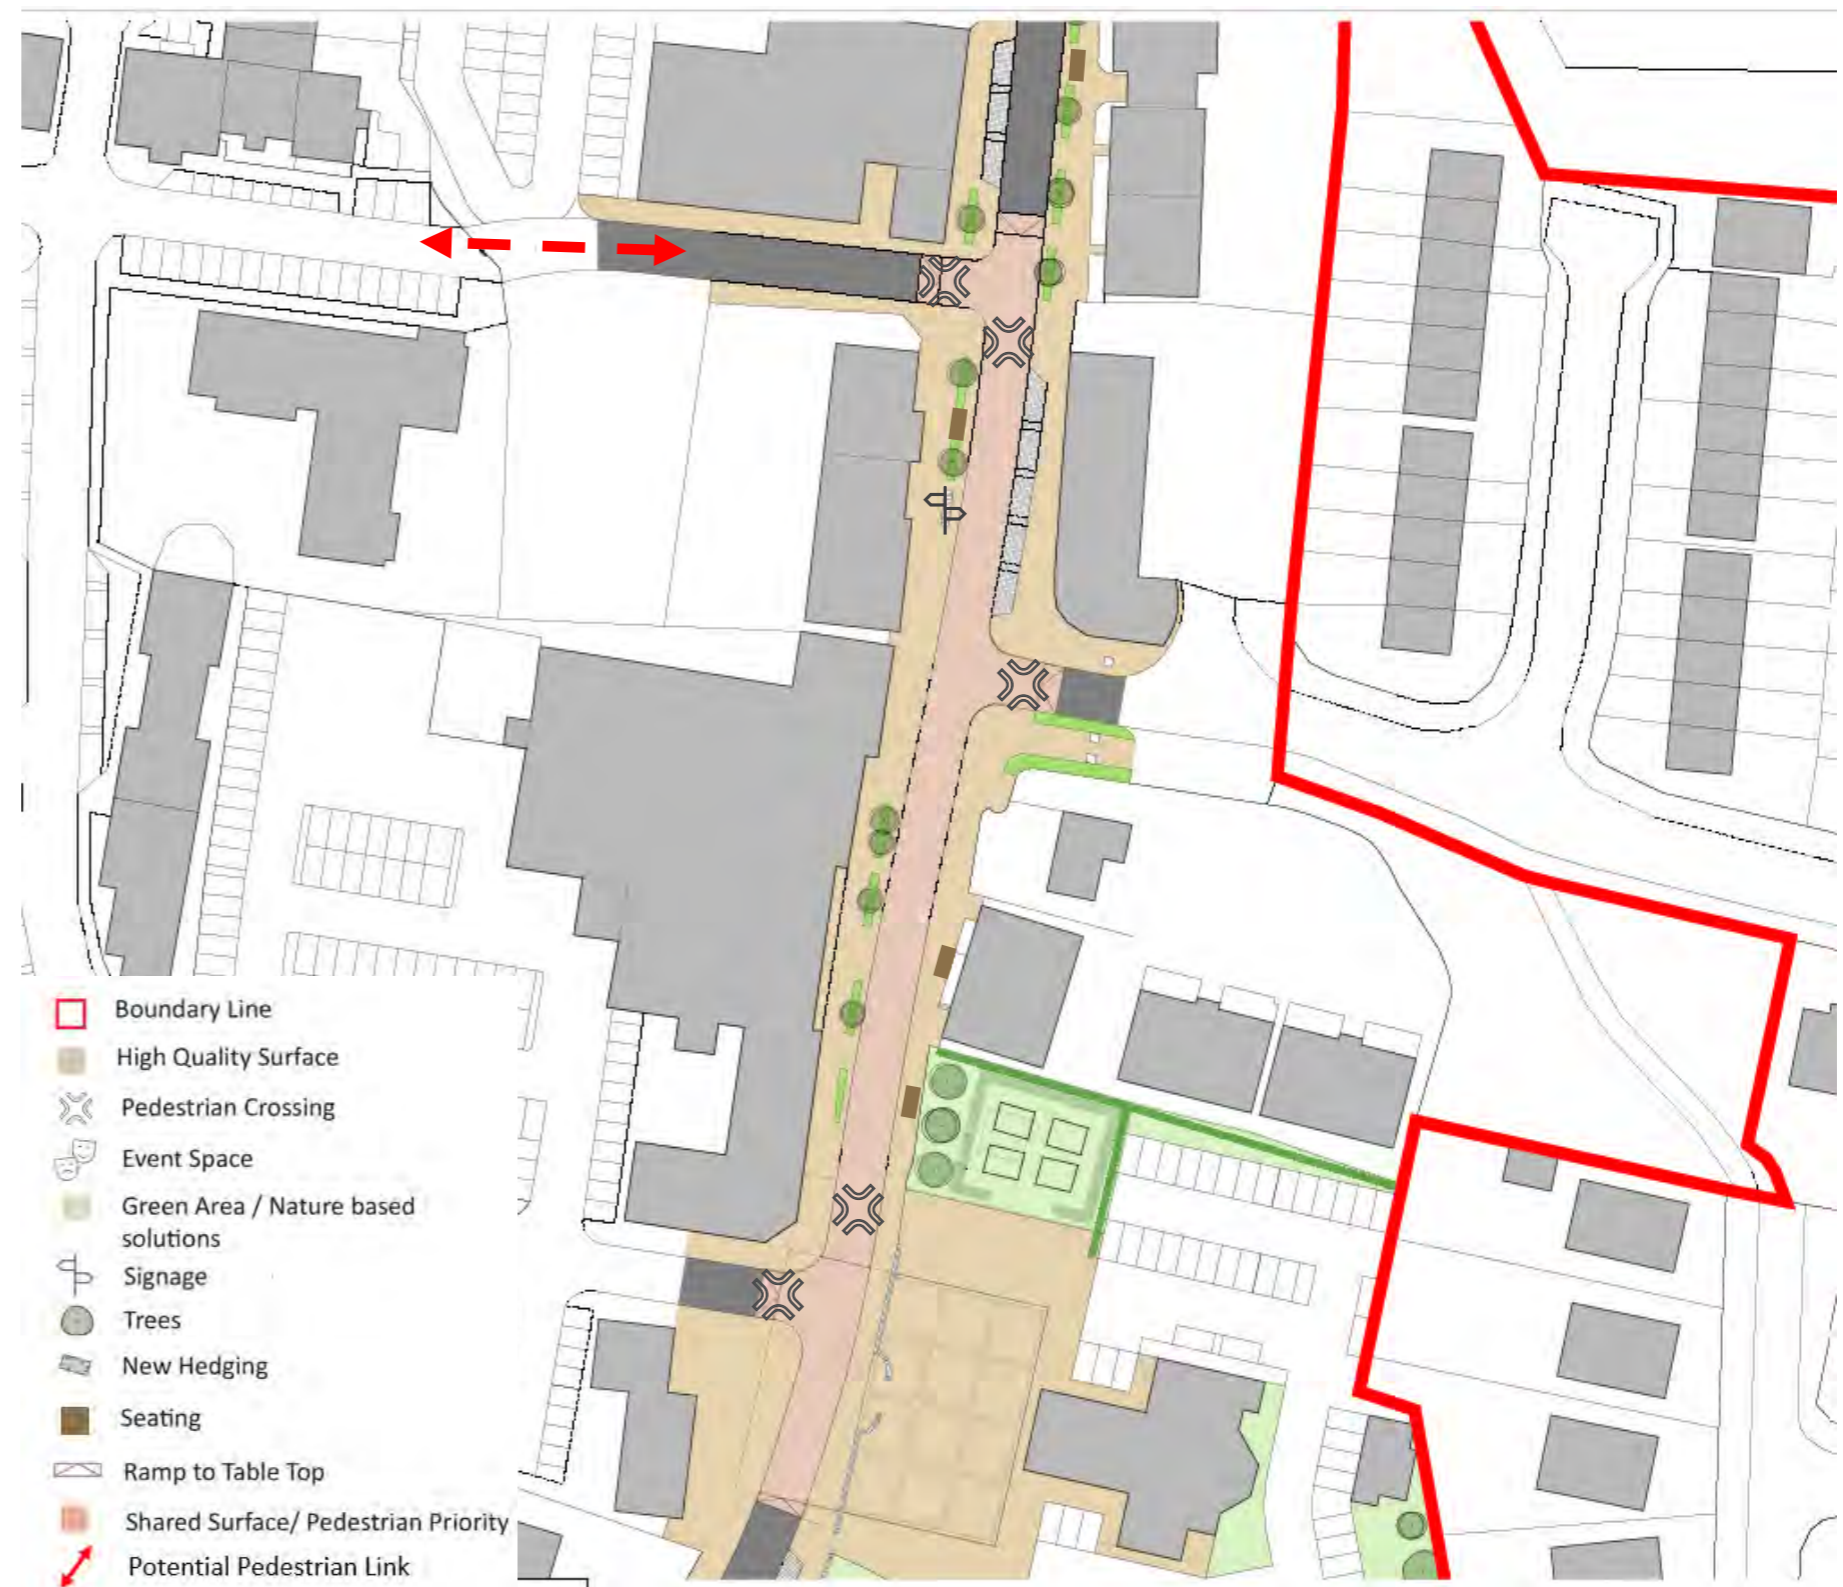 Boundary Line
High Quality Surface
Pedestrian Crossing
Event Space
Green Area / Nature based
solutions
Signage
Trees
New Hedging
Seating
Ramp to Table Top
Shared Surface/ Pedestrian Priority
Potential Pedestrian Link